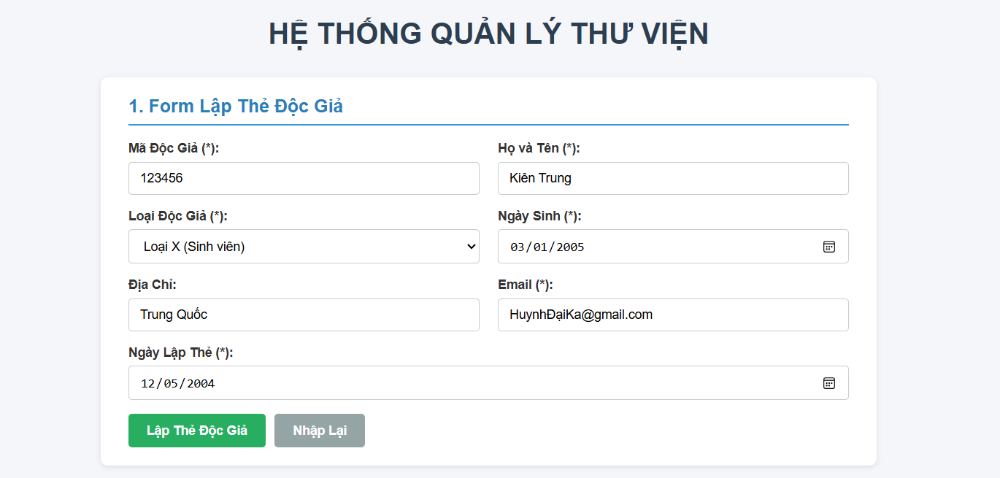 HỆ THỐNG QUẢN LÝ THƯ VIỆN
1. Form Lập Thẻ Độc Giả
Mã Độc Giả (*):
Họ và Tên (*):
123456
Kiên Trung
Loại Độc Giả (*):
Ngày Sinh (*):
Loại X (Sinh viên)
03/01/2005
Địa Chỉ:
Email (*):
Trung Quốc
HuynhĐạiKa@gmail.com
Ngày Lập Thẻ (*):
12/05/2004
Lập Thẻ Độc Giả
Nhập Lại